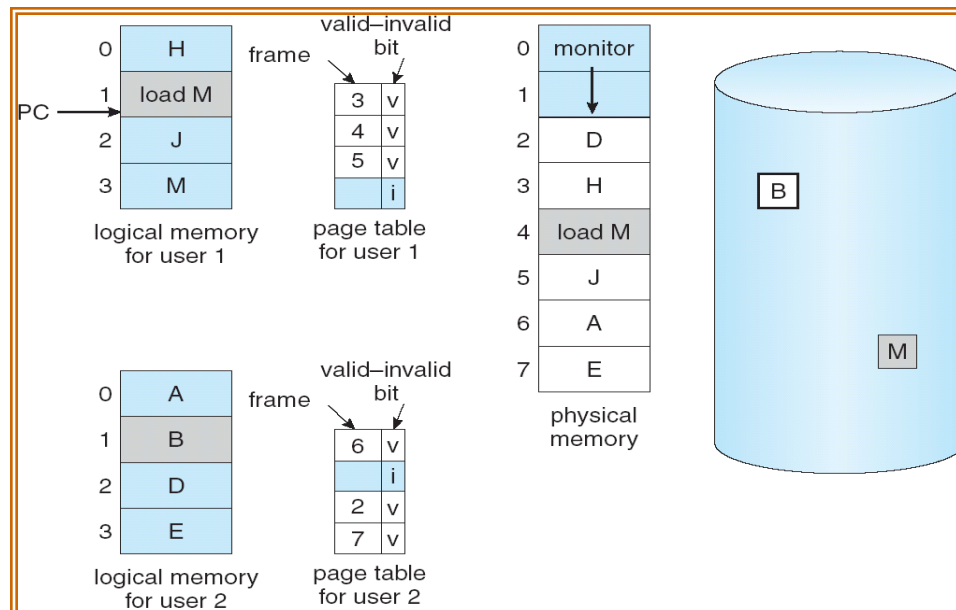 valid–invalid
bit
frame
0 H
1 load M
PC
2 J
3 M
logical memory
for user 1
3 v
4 v
5 v
i
page table
for user 1
0 monitor
1
2 D
3 H
4 load M
5 J
6 A
7 E
physical
memory
B
M
valid–invalid
bit
frame
0 A
1 B
2 D
3 E
logical memory
for user 2
6 v
i
2 v
7 v
page table
for user 2